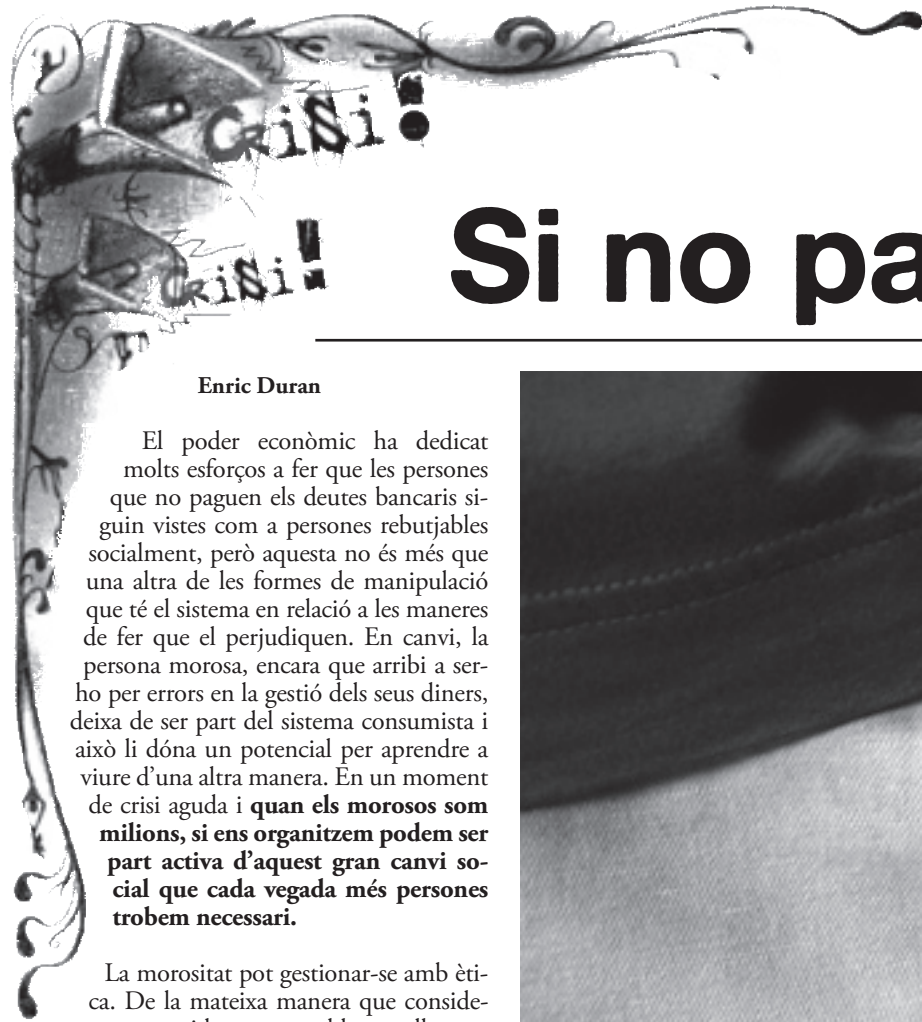 CRiSi!
CRiSi!
Si no pa
Enric Duran
El poder econòmic ha dedicat
molts esforços a fer que les persones
que no paguen els deutes bancaris si-
guin vistes com a persones rebutjables
socialment, però aquesta no és més que
una altra de les formes de manipulació
que té el sistema en relació a les maneres
de fer que el perjudiquen. En canvi, la
persona morosa, encara que arribi a ser-
ho per errors en la gestió dels seus diners,
deixa de ser part del sistema consumista i
això li dóna un potencial per aprendre a
viure d’una altra manera. En un moment
de crisi aguda i quan els morosos som
milions, si ens organitzem podem ser
part activa d’aquest gran canvi so-
cial que cada vegada més persones
trobem necessari.
La morositat pot gestionar-se amb èti-
ca. De la mateixa manera que conside-